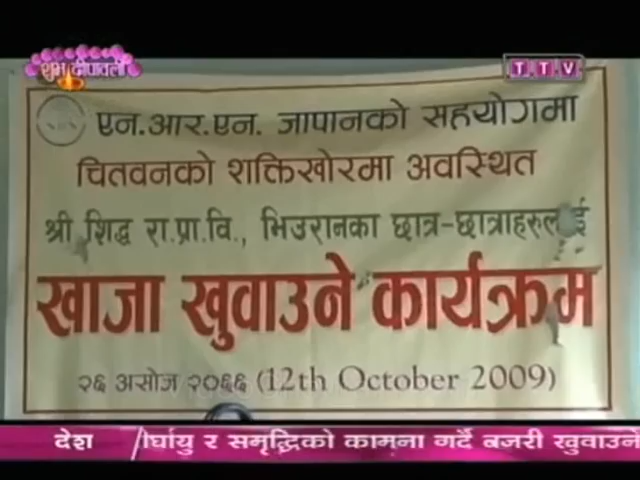 शुभ दीपावली
TTV
एन.आर.एन. जापानको सहयोगमा
चितवनको शक्तिखोरमा अवस्थित
श्री शिद्ध रा.प्रा.वि., भिउरानका छात्र-छात्राहरुलाई
खाजा खुवाउने कार्यक्रम
२६ असोज २०६६ (12th October 2009)
देश
र्घायु र समृद्धिको कामना गर्दै बजरी खुवाउने